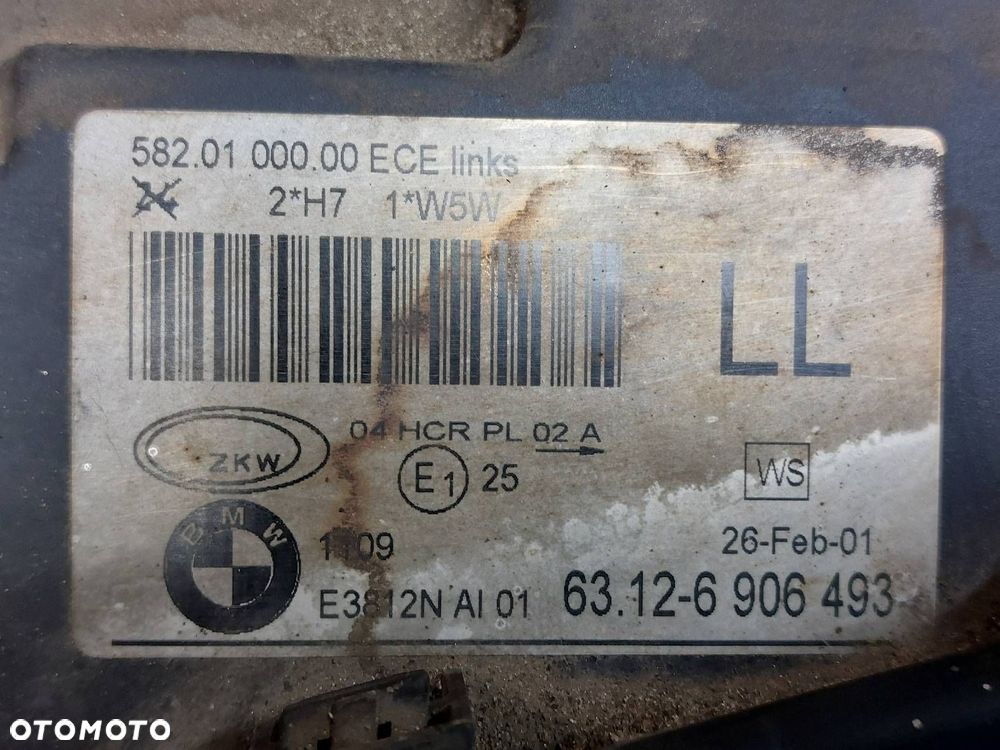 582.01 000.00 ECE links
24 2*H7 1*W5W
LL
04 HCR PL 02 A
ZKW
E1 25
WS
BMW
1109
26-Feb-01
E3812N AI 01 63.12-6 906 493
OTOMOTO